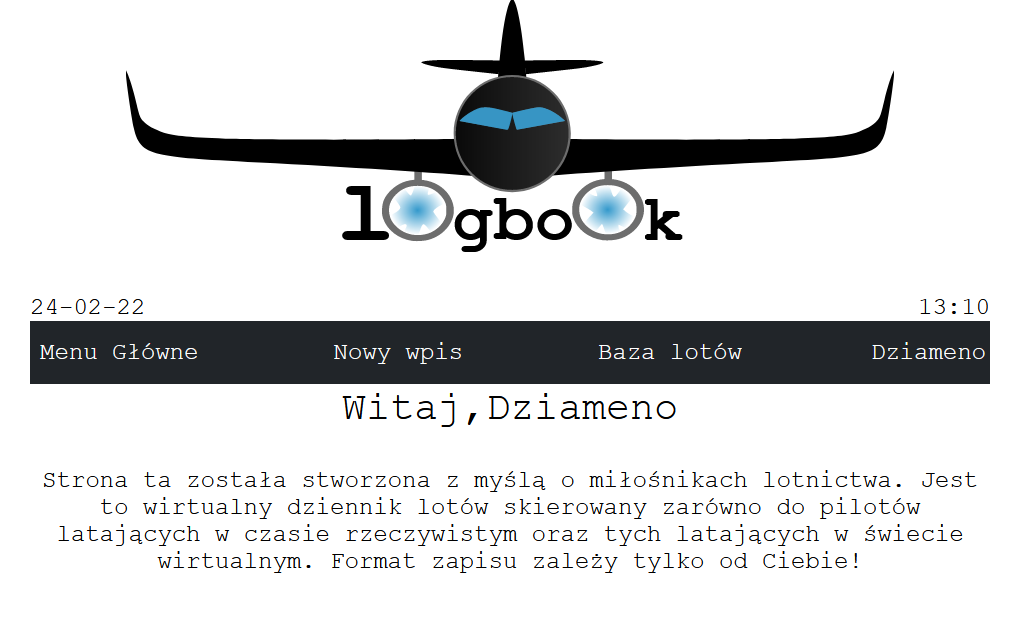 logbook
24-02-22 13:10
Menu Główne Nowy wpis Baza lotów Dziameno
Witaj,Dziameno
Strona ta została stworzona z myślą o miłośnikach lotnictwa. Jest
to wirtualny dziennik lotów skierowany zarówno do pilotów
latających w czasie rzeczywistym oraz tych latających w świecie
wirtualnym. Format zapisu zależy tylko od Ciebie!